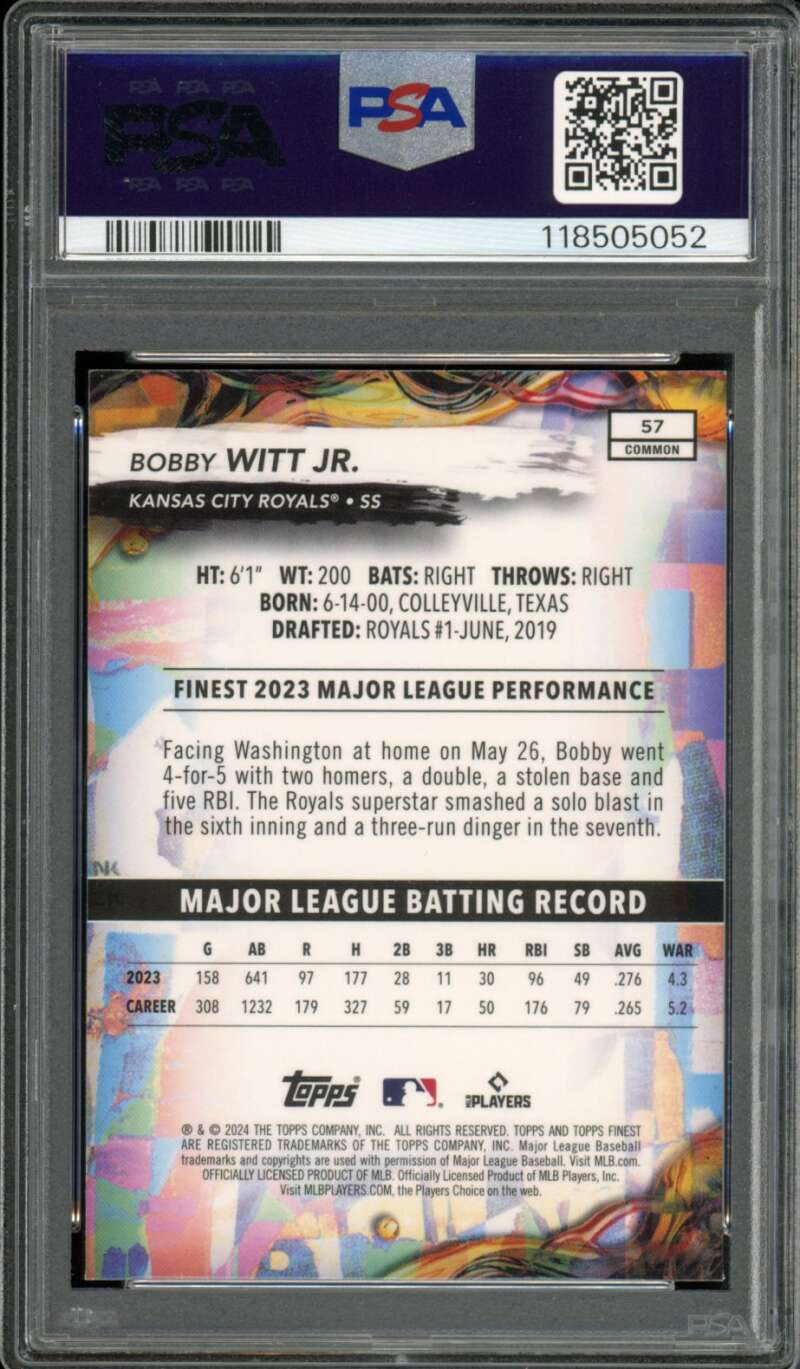 PSA PSA PSA
PSA
PSA PSA PSA
PSA
118505052
57
COMMON
BOBBY WITT JR.
KANSAS CITY ROYALS® • SS
HT: 6'1" WT: 200 BATS: RIGHT THROWS: RIGHT
BORN: 6-14-00, COLLEYVILLE, TEXAS
DRAFTED: ROYALS #1-JUNE, 2019
FINEST 2023 MAJOR LEAGUE PERFORMANCE
Facing Washington at home on May 26, Bobby went
4-for-5 with two homers, a double, a stolen base and
five RBI. The Royals superstar smashed a solo blast in
the sixth inning and a three-run dinger in the seventh.
MAJOR LEAGUE BATTING RECORD
G AB R H 2B 3B HR RBI SB AVG WAR
2023 158 641 97 177 28 11 30 96 49 .276 4.3
CAREER 308 1232 179 327 59 17 50 176 79 .265 5.2
Topps PLAYERS
® & © 2024 THE TOPPS COMPANY, INC. ALL RIGHTS RESERVED. TOPPS AND TOPPS FINEST
ARE REGISTERED TRADEMARKS OF THE TOPPS COMPANY, INC. Major League Baseball
trademarks and copyrights are used with permission of Major League Baseball. Visit MLB.com.
OFFICIALLY LICENSED PRODUCT OF MLB. Officially Licensed Product of MLB Players, Inc.
Visit MLBPLAYERS.COM, the Players Choice on the web.
PSA